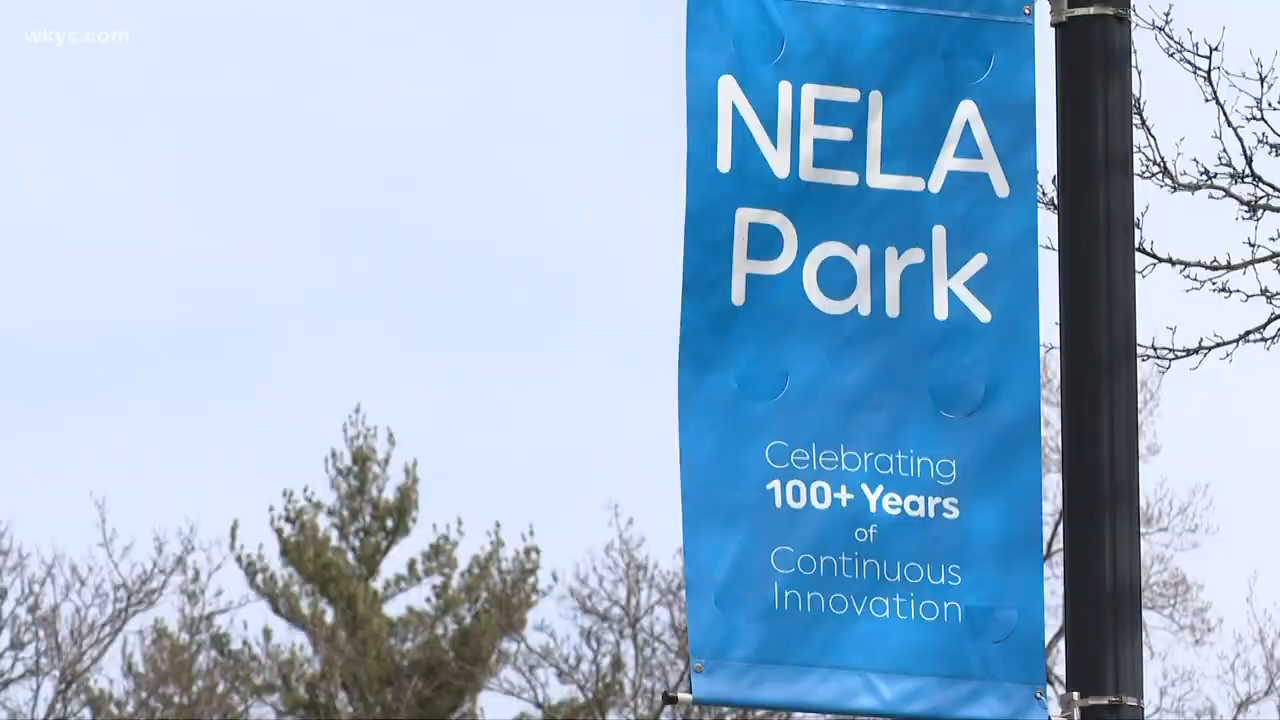 wkyc.com
NELA
Park
Celebrating
100+ Years
of
Continuous
Innovation